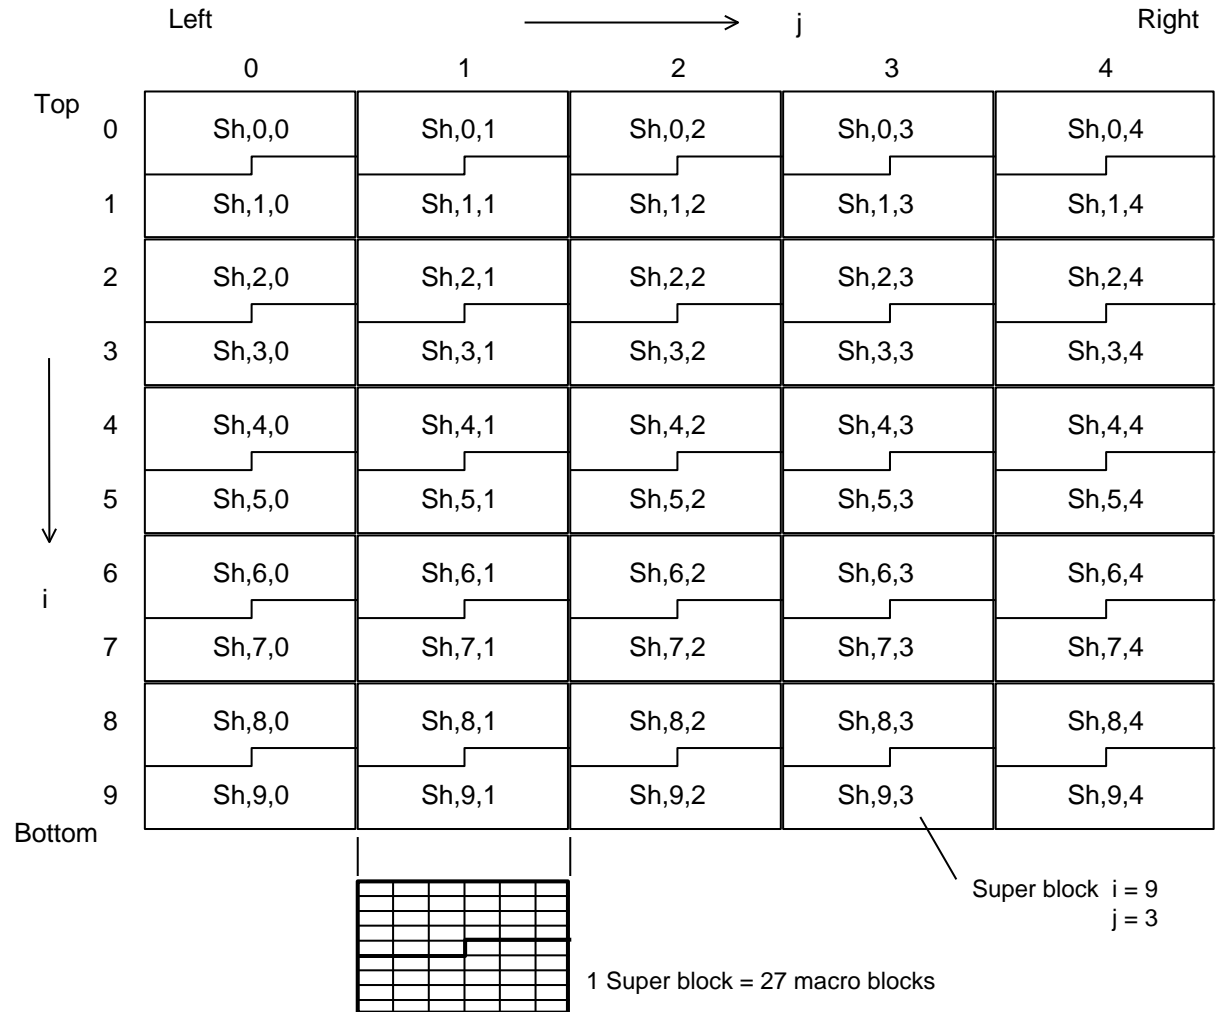 Left j Right
0 1 2 3 4
Top
0 Sh,0,0 Sh,0,1 Sh,0,2 Sh,0,3 Sh,0,4
1 Sh,1,0 Sh,1,1 Sh,1,2 Sh,1,3 Sh,1,4
2 Sh,2,0 Sh,2,1 Sh,2,2 Sh,2,3 Sh,2,4
3 Sh,3,0 Sh,3,1 Sh,3,2 Sh,3,3 Sh,3,4
4 Sh,4,0 Sh,4,1 Sh,4,2 Sh,4,3 Sh,4,4
5 Sh,5,0 Sh,5,1 Sh,5,2 Sh,5,3 Sh,5,4
6 Sh,6,0 Sh,6,1 Sh,6,2 Sh,6,3 Sh,6,4
i
7 Sh,7,0 Sh,7,1 Sh,7,2 Sh,7,3 Sh,7,4
8 Sh,8,0 Sh,8,1 Sh,8,2 Sh,8,3 Sh,8,4
9 Sh,9,0 Sh,9,1 Sh,9,2 Sh,9,3 Sh,9,4
Bottom
Super block i = 9
j = 3
1 Super block = 27 macro blocks